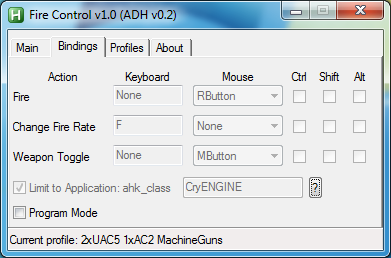 Fire Control v1.0 (ADH v0.2)
Main Bindings Profiles About
Action Keyboard Mouse Ctrl Shift Alt
Fire None RButton
Change Fire Rate F None
Weapon Toggle None MButton
Limit to Application: ahk_class CryENGINE ?
Program Mode
Current profile: 2xUAC5 1xAC2 MachineGuns